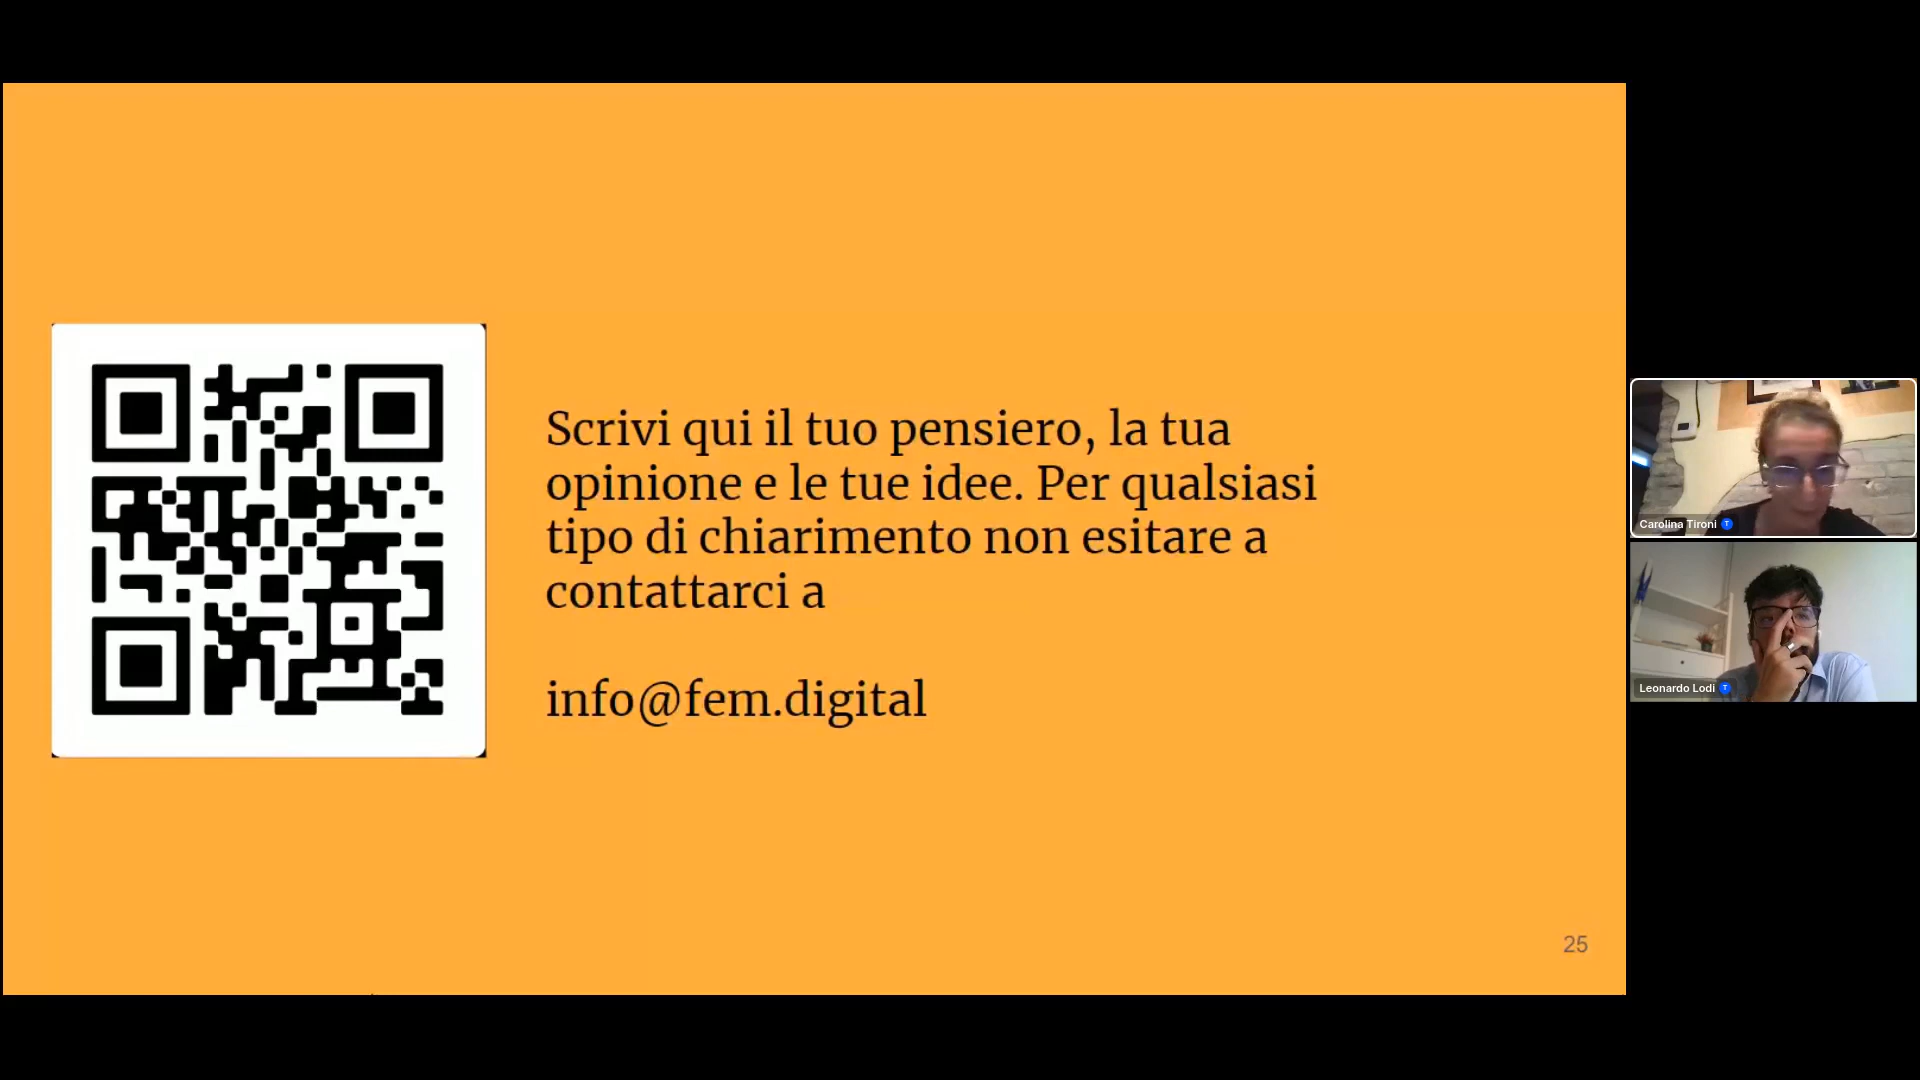 Scrivi qui il tuo pensiero, la tua
opinione e le tue idee. Per qualsiasi
tipo di chiarimento non esitare a
contattarci a
info@fem.digital
25
Carolina Tironi T
Leonardo Lodi T